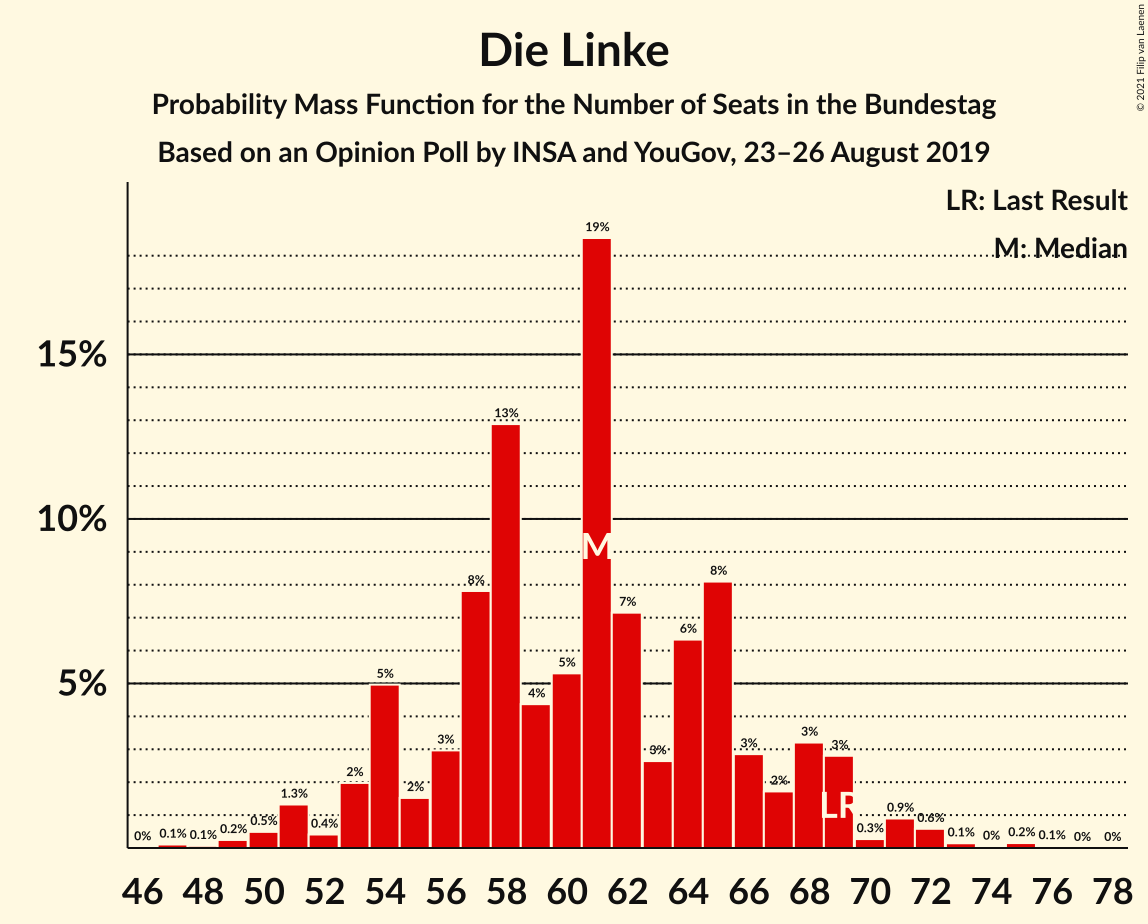 Die Linke
Probability Mass Function for the Number of Seats in the Bundestag
Based on an Opinion Poll by INSA and YouGov, 23–26 August 2019
© 2021 Filip van Laenen
LR: Last Result
M: Median
15%
10%
5%
0% 0.1% 0.1% 0.2% 0.5% 1.3% 0.4% 2% 5% 2% 3% 8% 13% 4% 5% 19% 7% 3% 6% 8% 3% 2% 3% 3% 0.3% 0.9% 0.6% 0.1% 0% 0.2% 0.1% 0% 0%
M
LR
46 48 50 52 54 56 58 60 62 64 66 68 70 72 74 76 78